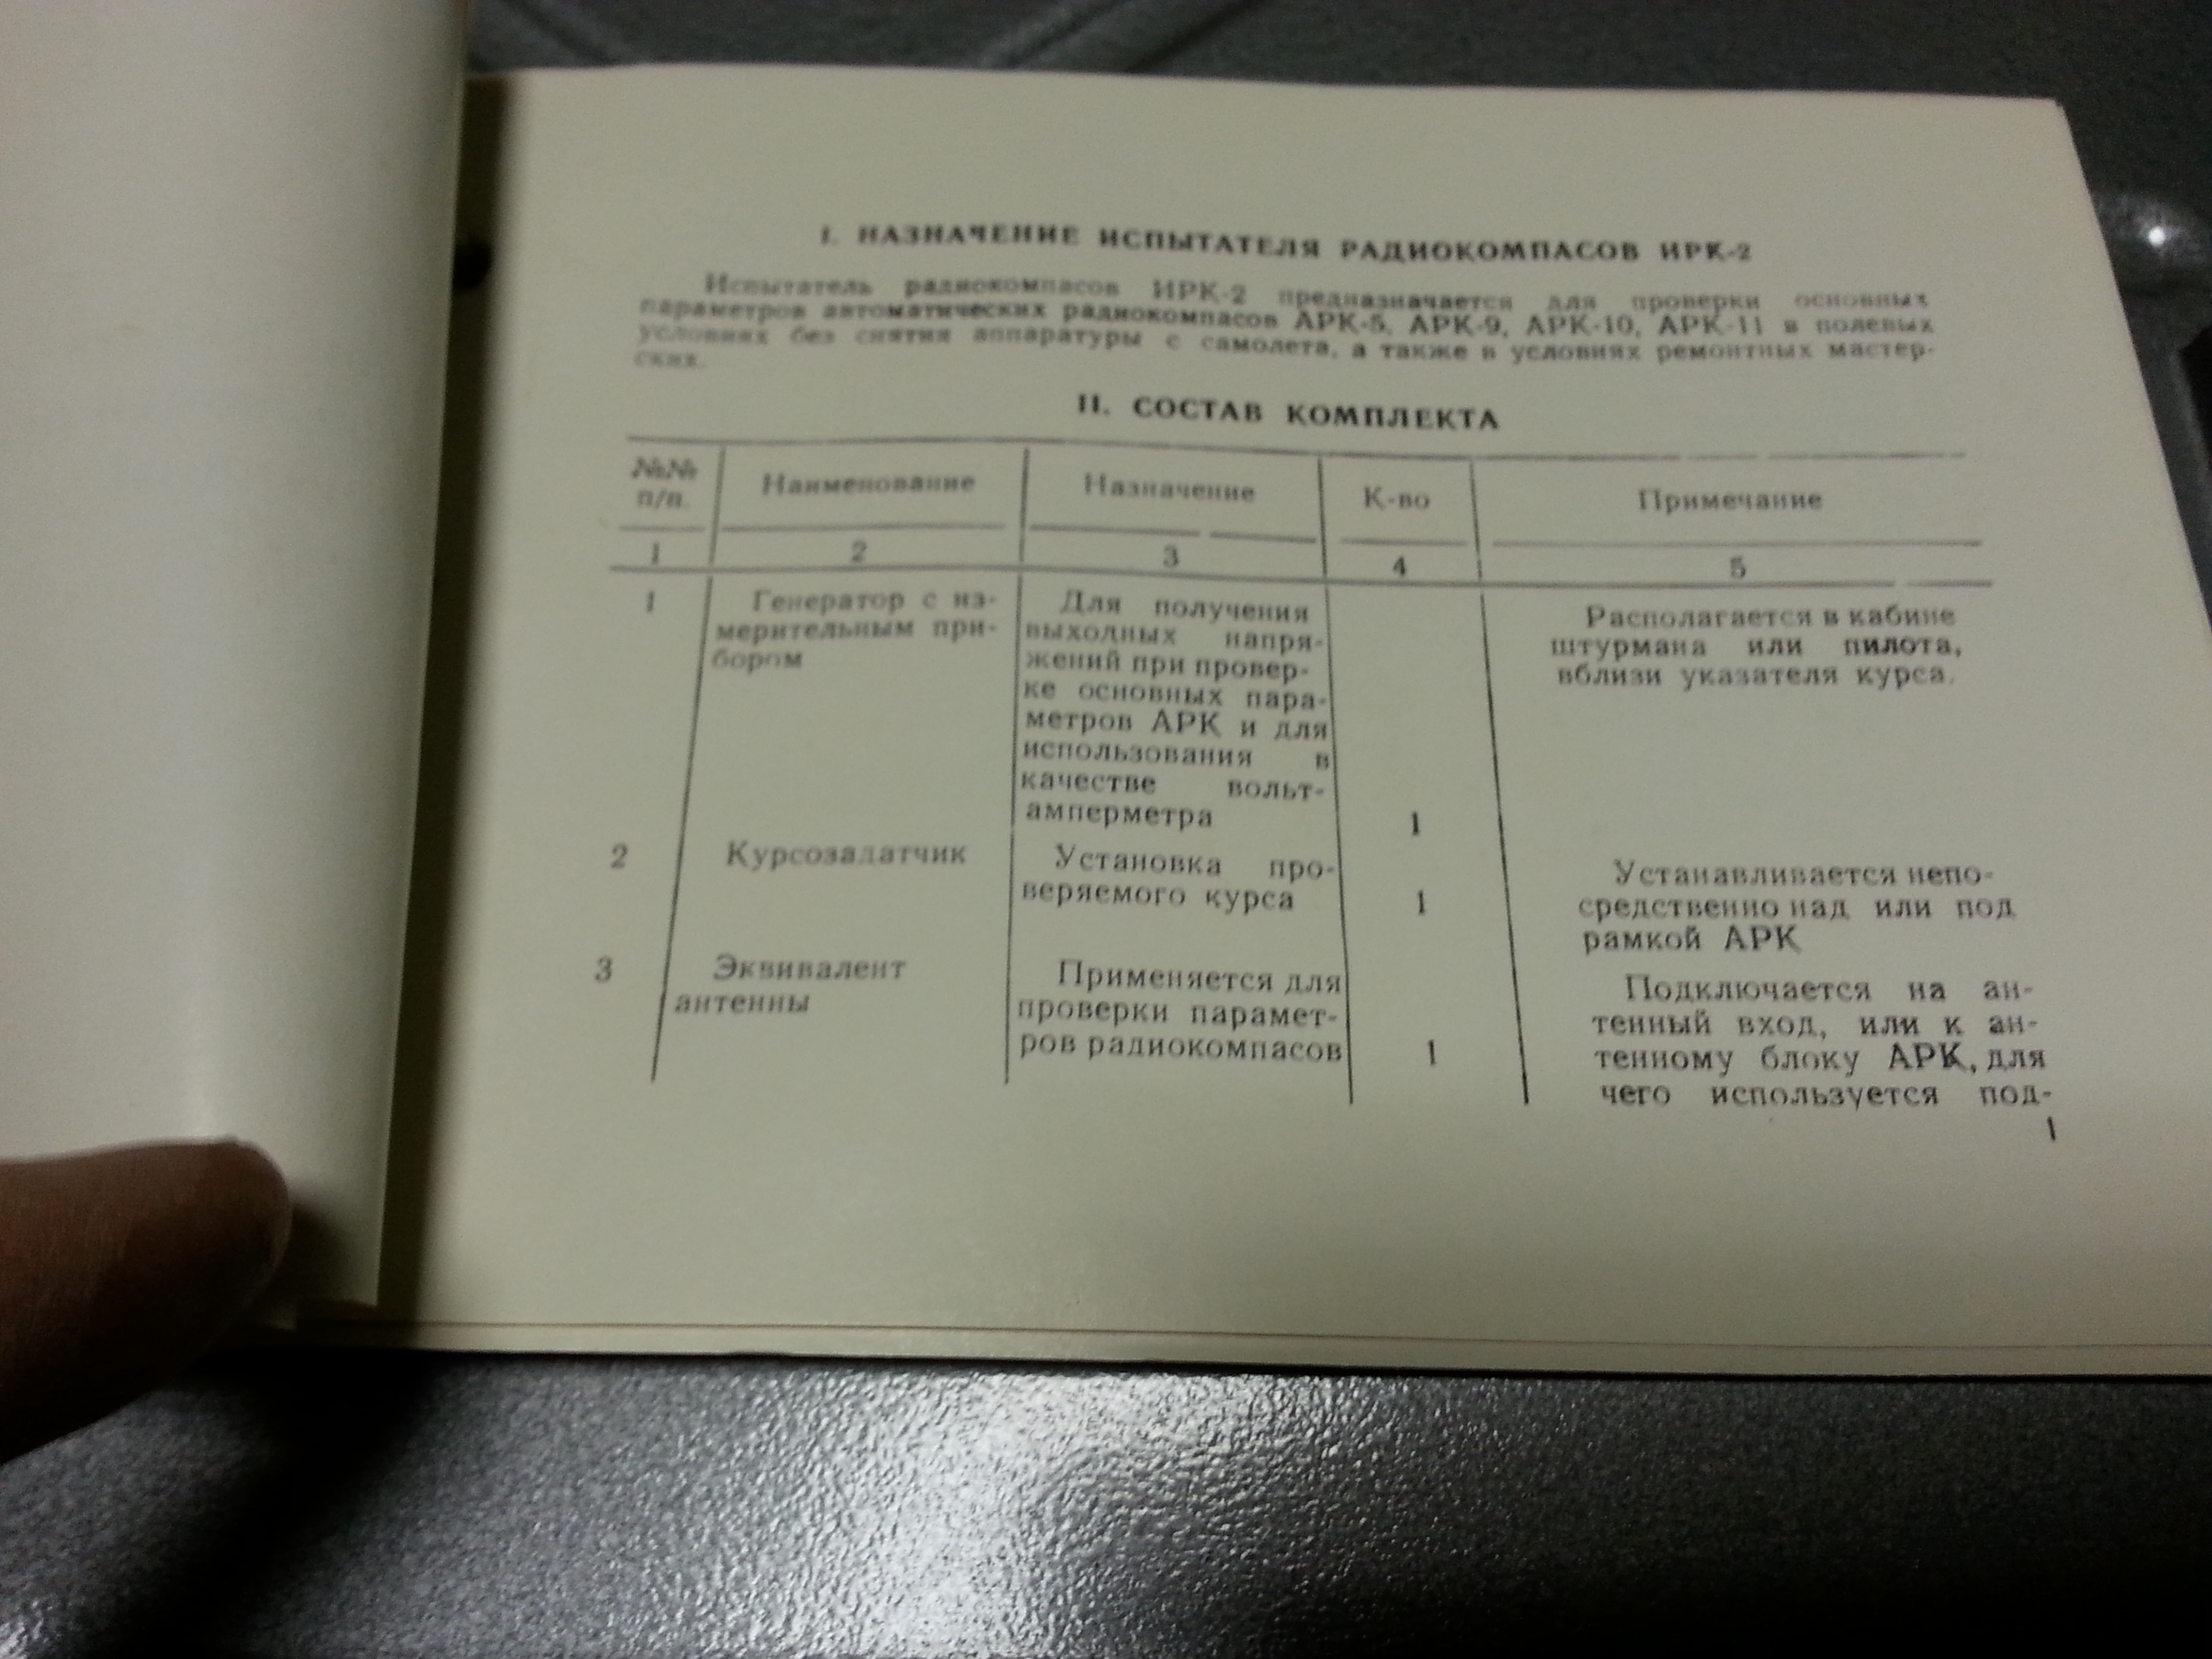 I. НАЗНАЧЕНИЕ ИСПЫТАТЕЛЯ РАДИОКОМПАСОВ ИРК-2
Испытатель радиокомпасов ИРК-2 предназначается для проверки основных
параметров автоматических радиокомпасов АРК-5, АРК-9, АРК-10, АРК-11 в полевых
условиях без снятия аппаратуры с самолета, а также в условиях ремонтных мастер-
ских.
II. СОСТАВ КОМПЛЕКТА
№№
п/п.
Наименование
Назначение
К-во
Примечание
1
2
3
4
5
1
Генератор с из-
мерительным при-
бором
Для получения
выходных напря-
жений при провер-
ке основных пара-
метров АРК и для
использования в
качестве вольт-
амперметра
1
Располагается в кабине
штурмана или пилота,
вблизи указателя курса.
2
Курсозадатчик
Установка про-
веряемого курса
1
Устанавливается непо-
средственно над или под
рамкой АРК
3
Эквивалент
антенны
Применяется для
проверки парамет-
ров радиокомпасов
1
Подключается на ан-
тенный вход, или к ан-
тенному блоку АРК, для
чего используется под-
1